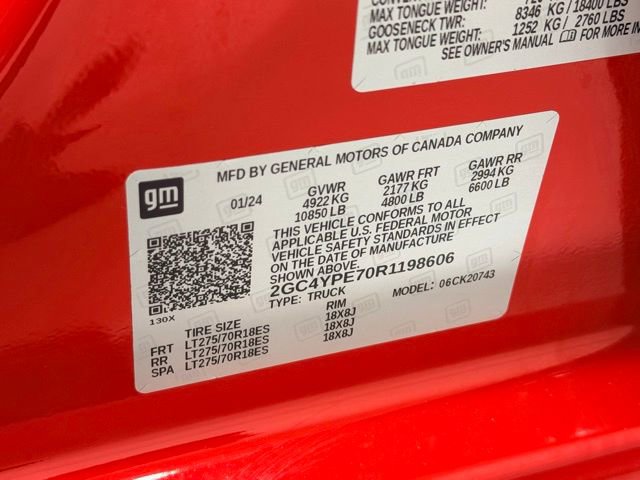 MAX TONGUE WEIGHT:
8346 KG / 18400 LBS
GOOSENECK TWR:
1252 KG / 2760 LBS
MAX TONGUE WEIGHT:
SEE OWNER'S MANUAL FOR MORE
gm
MFD BY GENERAL MOTORS OF CANADA COMPANY
01/24 GVWR GAWR FRT GAWR RR
4922 KG 2177 KG 2994 KG
10850 LB 4800 LB 6600 LB
THIS VEHICLE CONFORMS TO ALL
APPLICABLE U.S. FEDERAL MOTOR
VEHICLE SAFETY STANDARDS IN EFFECT
ON THE DATE OF MANUFACTURE
SHOWN ABOVE.
2GC4YPE70R1198606
TYPE: TRUCK MODEL: 06CK20743
130X
TIRE SIZE RIM
FRT LT275/70R18ES 18X8J
RR LT275/70R18ES 18X8J
SPA LT275/70R18ES 18X8J